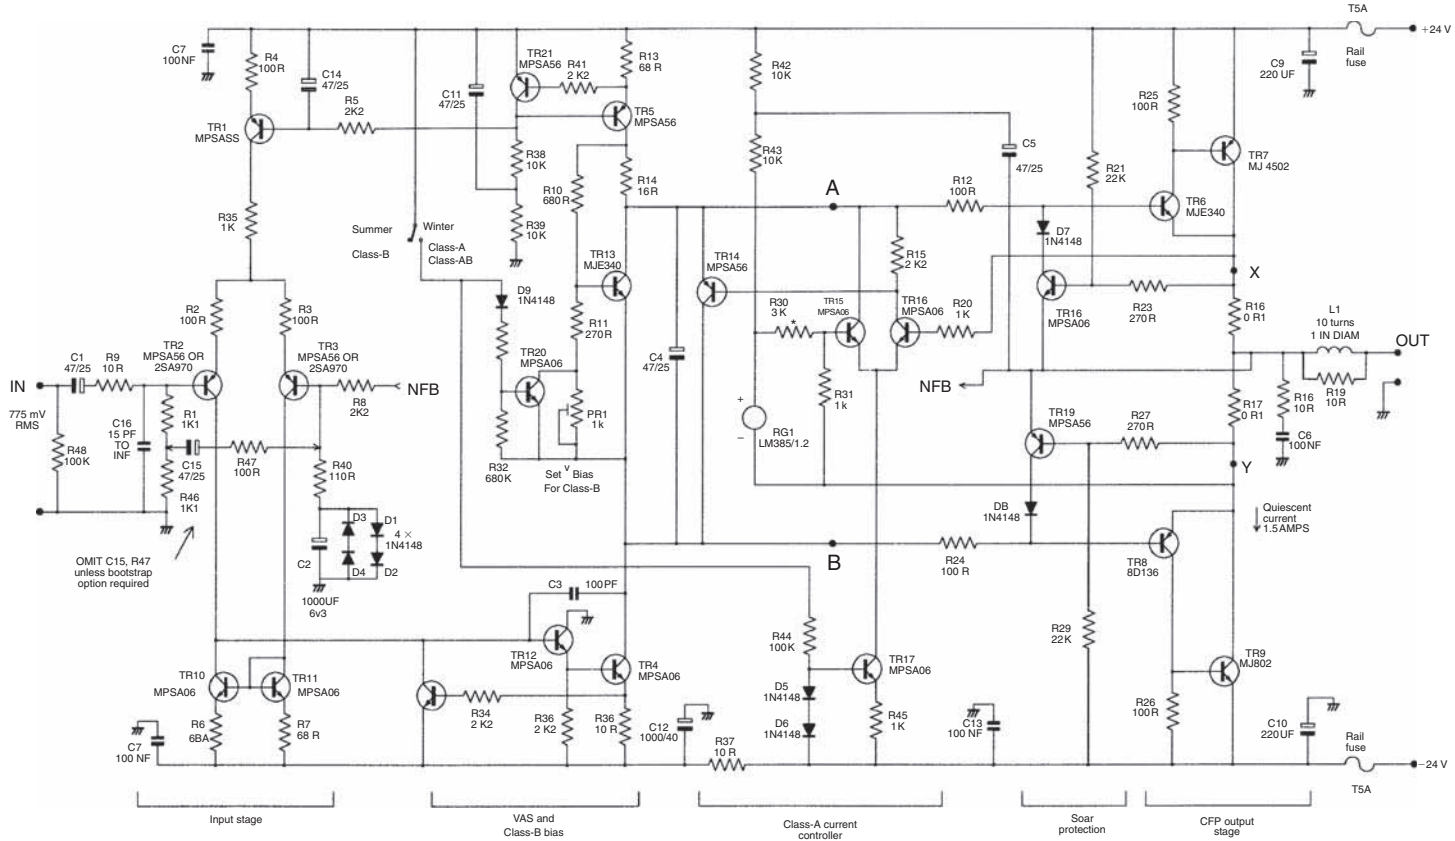 T5A
+24 V
Rail
fuse
C7
100NF
R4
100R
C14
47/25
R5
2K2
TR1
MPSASS
R35
1K
C11
47/25
TR21
MPSA56
R41
2 K2
R13
68 R
TR5
MPSA56
R38
10K
R39
10K
R10
680R
R14
16R
R42
10K
R43
10K
C5
47/25
A
R12
100R
R21
22K
C9
220 UF
R25
100R
TR7
MJ 4502
TR6
MJE340
D7
1N4148
Summer
Winter
Class-B
Class-A
Class-AB
TR13
MJE340
TR14
MPSA56
R15
2 K2
X
R2
100R
R3
100R
D9
1N4148
R11
270R
R30
3K
*
TR15
MPSA06
TR16
MPSA06
R20
1K
TR16
MPSA06
R23
270R
R16
0 R1
L1
10 turns
1 IN DIAM
OUT
TR2
MPSA56 OR
2SA970
TR3
MPSA56 OR
2SA970
C1
47/25
R9
10R
IN
775 mV
RMS
R8
2K2
NFB
TR20
MPSA06
C4
47/25
R31
1k
NFB
R19
10R
R16
10R
R1
1K1
C16
15 PF
TO
INF
C15
47/25
R47
100R
R48
100K
R40
110R
PR1
1k
+
−
RG1
LM385/1.2
TR19
MPSA56
R27
270R
R17
0 R1
C6
100NF
R46
1K1
R32
680K
Set v Bias
For Class-B
Y
D3
D1
4 ×
1N4148
D4
D2
C2
1000UF
6v3
OMIT C15, R47
unless bootstrap
option required
DB
1N4148
Quiescent
current
1.5AMPS
B
R24
100 R
TR8
8D136
C3
100PF
TR12
MPSA06
TR4
MPSA06
R44
100K
TR17
MPSA06
R29
22K
TR9
MJ802
TR10
MPSA06
TR11
MPSA06
R34
2 K2
R36
2 K2
R36
10 R
D5
1N4148
D6
1N4148
R45
1K
R26
100R
R6
6BA
R7
68 R
C7
100 NF
C12
1000/40
R37
10 R
C13
100 NF
C10
220UF
Rail
fuse
−24 V
T5A
Input stage
VAS and
Class-B bias
Class-A current
controller
Soar
protection
CFP output
stage